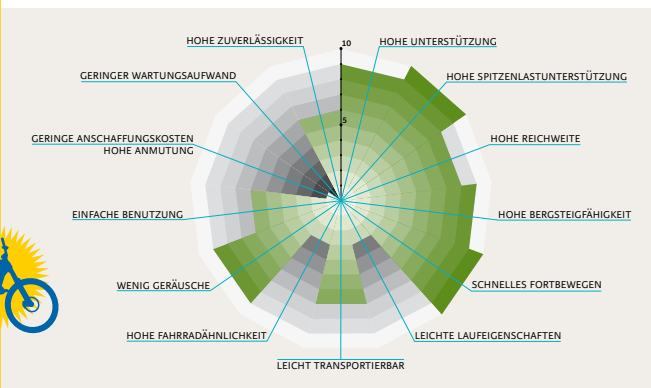 10
HOHE ZUVERLÄSSIGKEIT
HOHE UNTERSTÜTZUNG
GERINGER WARTUNGSAUFWAND
HOHE SPITZENLASTUNTERSTÜTZUNG
5
GERINGE ANSCHAFFUNGSKOSTEN
HOHE ANMUTUNG
HOHE REICHWEITE
EINFACHE BENUTZUNG
HOHE BERGSTEIGFÄHIGKEIT
WENIG GERÄUSCHE
SCHNELLES FORTBEWEGEN
HOHE FAHRRADÄHNLICHKEIT
LEICHTE LAUFEIGENSCHAFTEN
LEICHT TRANSPORTIERBAR